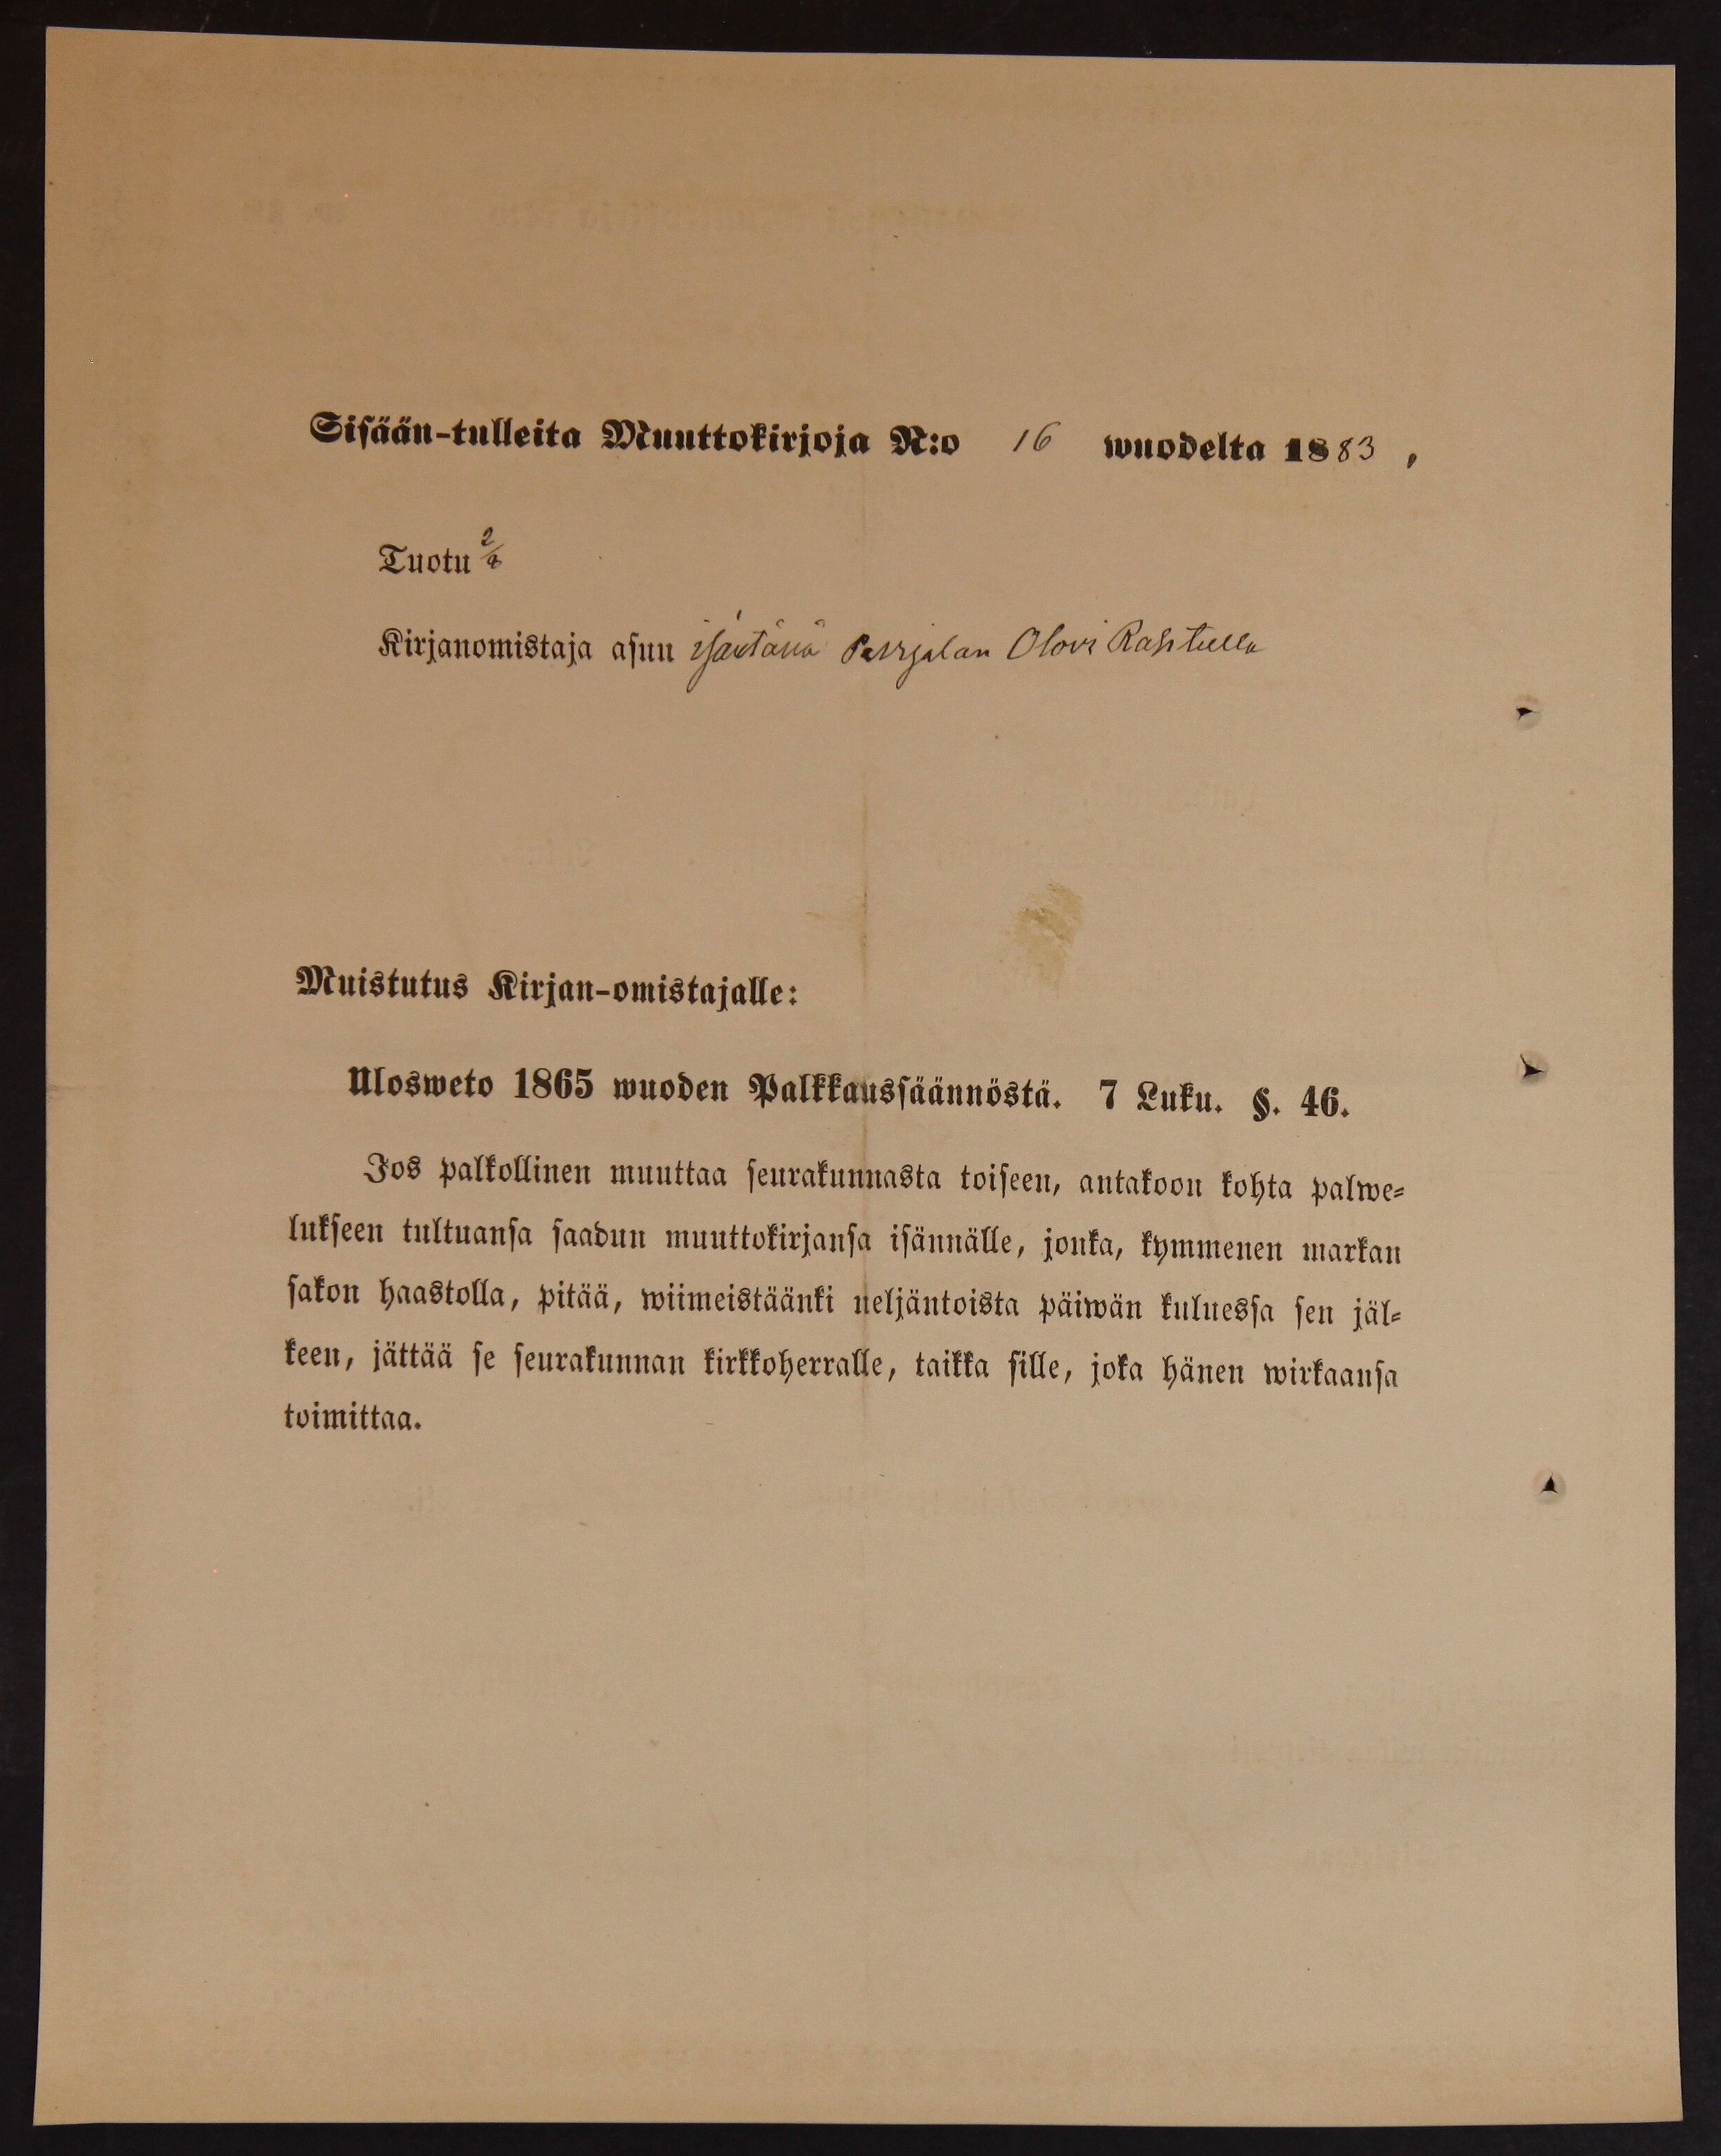 Sisään-tulleita Muuttokirjoja N:o 16 wuodelta 1883,
Tuotu 2/
Kirjanomistaja asuu isäntänä Olovi
Muistutus Kirjan-omistajalle:
Ulosweto 1865 wuoden Palkkaussäännöstä. 7 Luku. §. 46.
Jos palkollinen muuttaa seurakunnasta toiseen, antakoon kohta palwe-
lukseen tultuansa saadun muuttokirjansa isännälle, jonka, kymmenen markan
sakon haastolla, pitää, wiimeistäänki neljäntoista päiwän kuluessa sen jäl-
keen, jättää se seurakunnan kirkkoherralle, taikka sille, joka hänen wirkaansa
toimittaa.